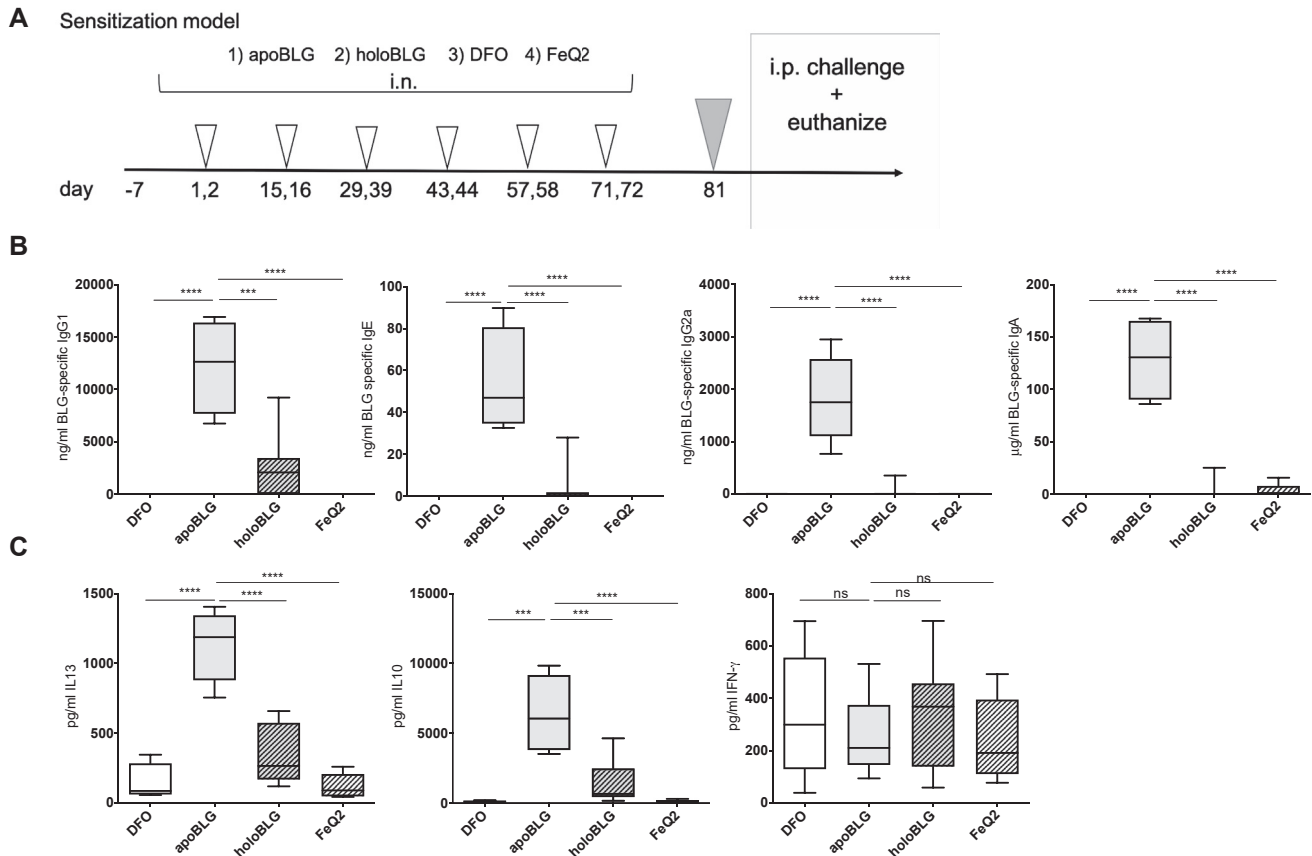 A
Sensitization model
1) apoBLG 2) holoBLG 3) DFO 4) FeQ2
i.n.
i.p. challenge
+
euthanize
day -7 1,2 15,16 29,39 43,44 57,58 71,72 81
B
ng/ml BLG-specific IgG1
20000
15000
10000
5000
0
**** *** ****
DFO apoBLG holoBLG FeQ2
ng/ml BLG specific IgE
100
80
60
40
20
0
**** **** ****
DFO apoBLG holoBLG FeQ2
ng/ml BLG-specific IgG2a
4000
3000
2000
1000
0
**** **** ****
DFO apoBLG holoBLG FeQ2
µg/ml BLG-specific IgA
200
150
100
50
0
**** **** ****
DFO apoBLG holoBLG FeQ2
C
pg/ml IL13
1500
1000
500
0
**** **** ****
DFO apoBLG holoBLG FeQ2
pg/ml IL10
15000
10000
5000
0
*** *** ****
DFO apoBLG holoBLG FeQ2
pg/ml IFN-γ
800
600
400
200
0
ns ns ns
DFO apoBLG holoBLG FeQ2